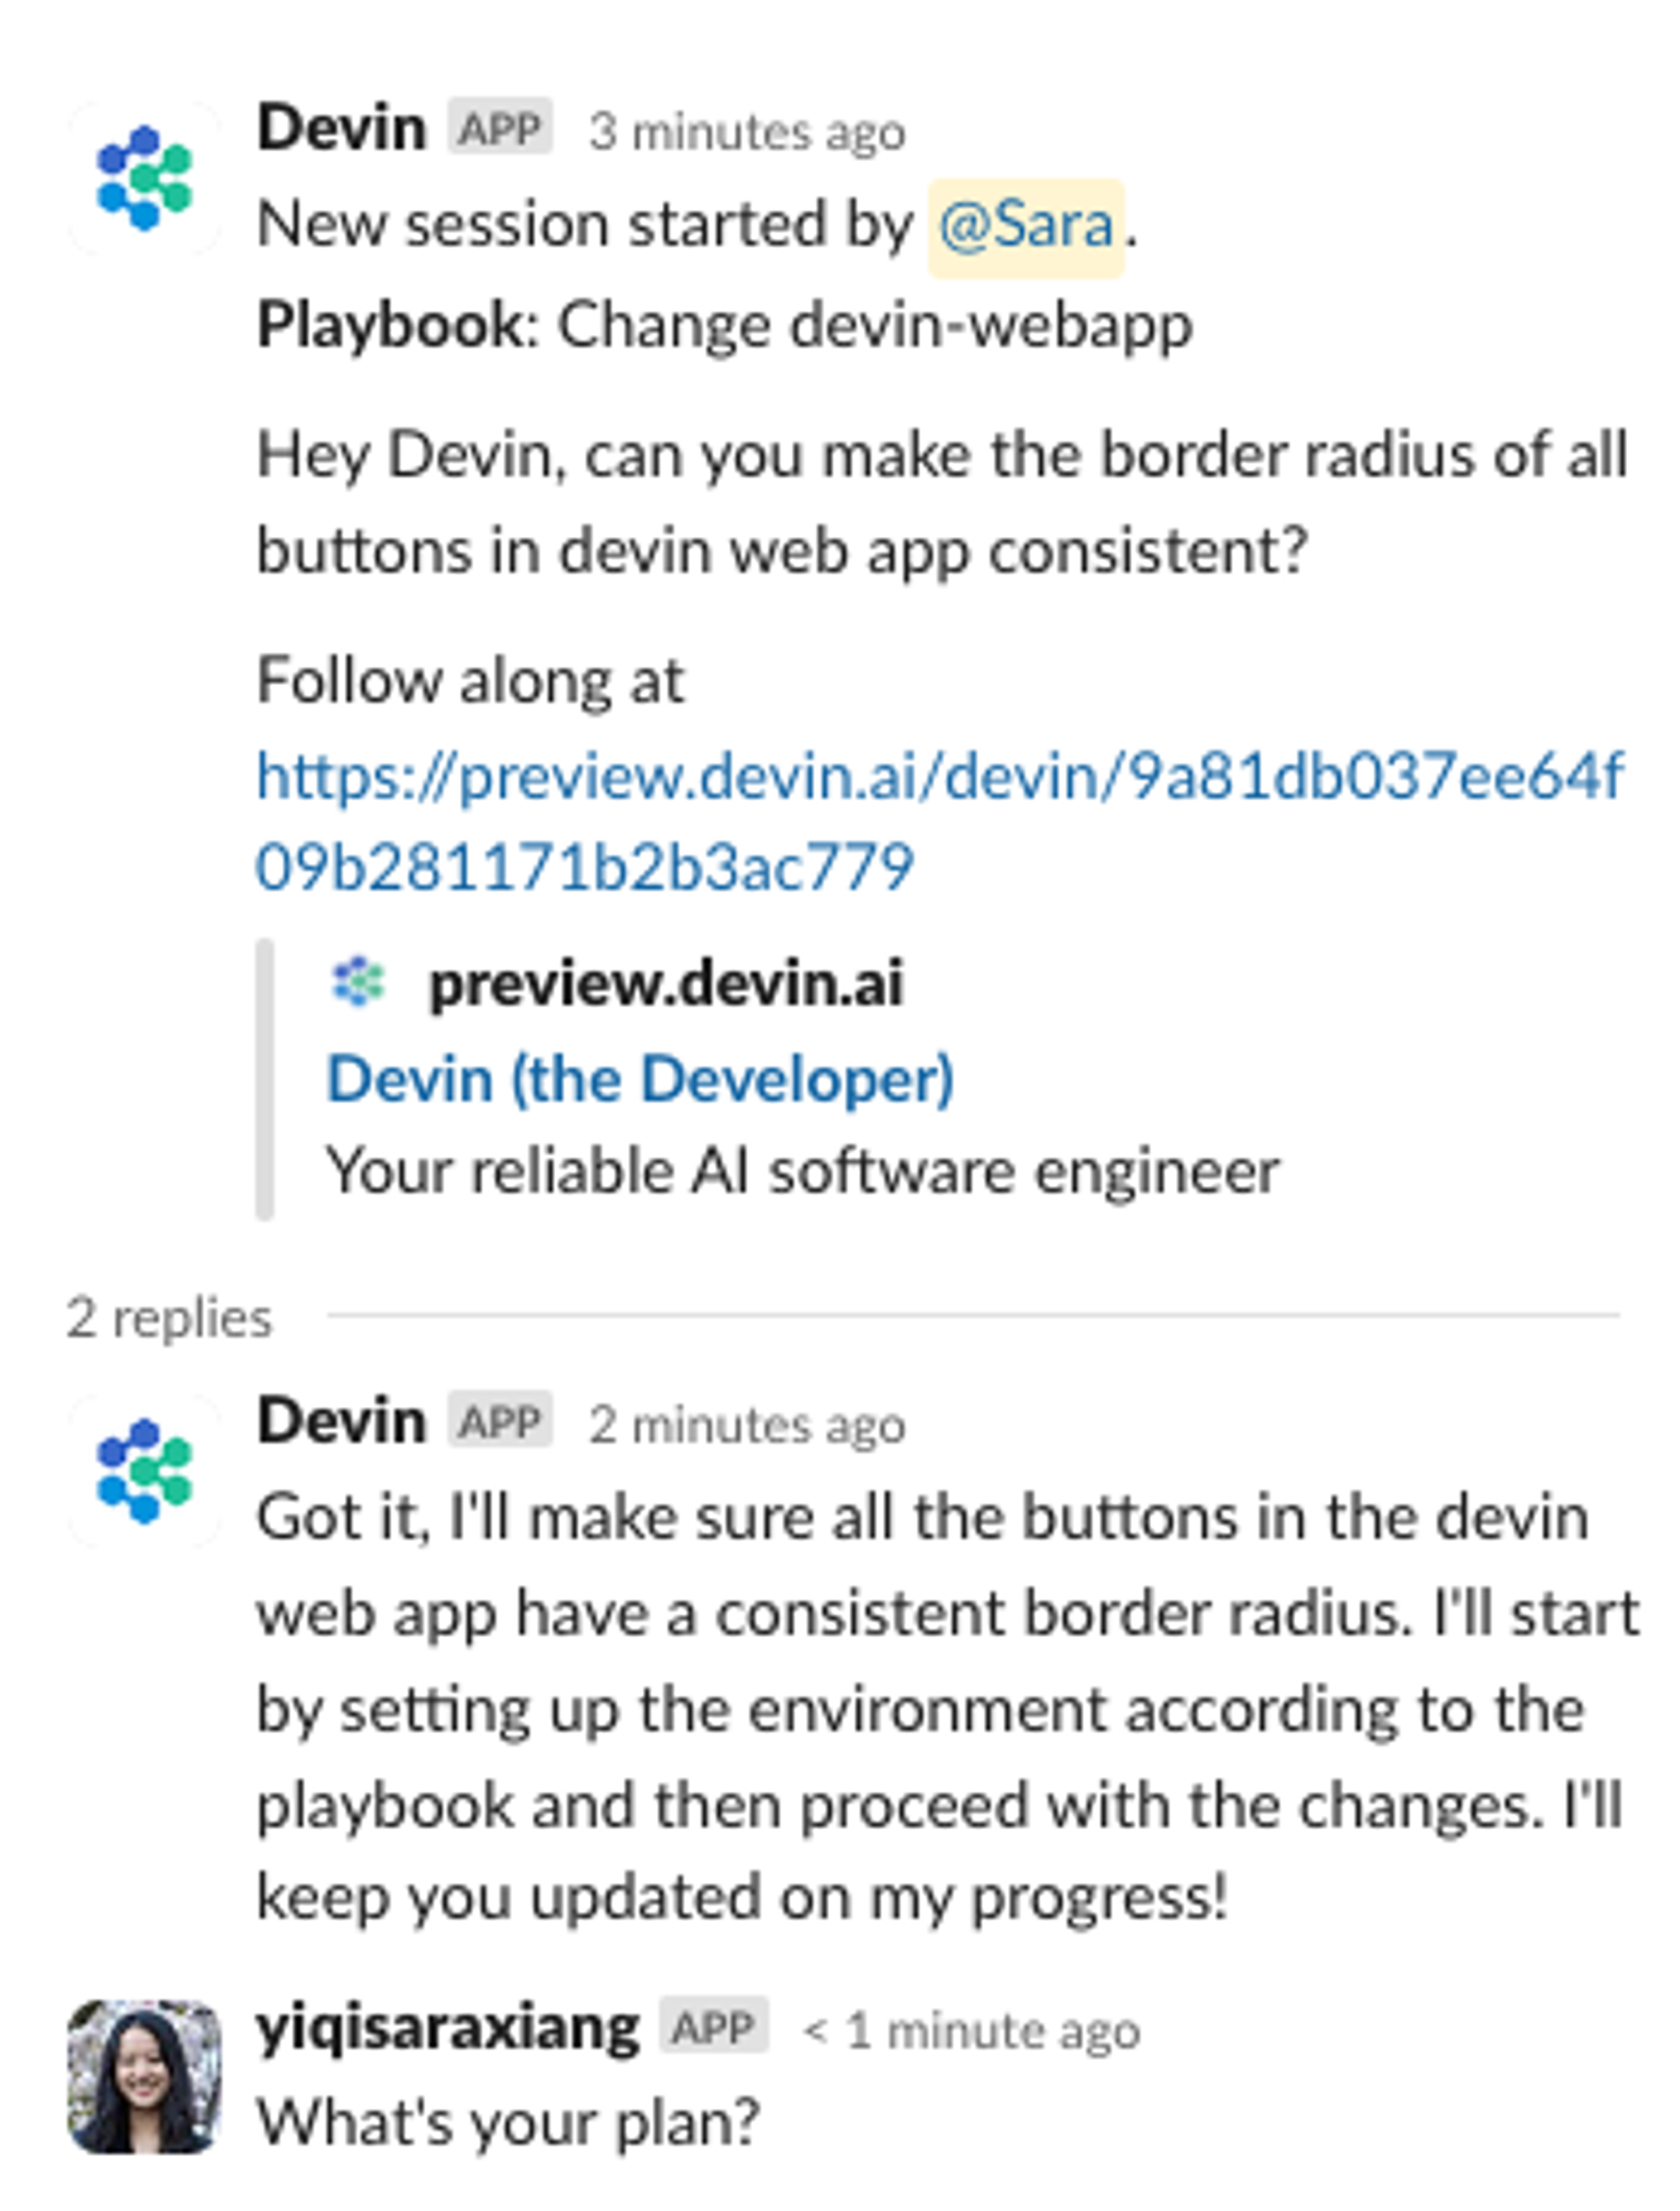 Devin APP 3 minutes ago
New session started by @Sara.
Playbook: Change devin-webapp
Hey Devin, can you make the border radius of all
buttons in devin web app consistent?
Follow along at
https://preview.devin.ai/devin/9a81db037ee64f
09b281171b2b3ac779
preview.devin.ai
Devin (the Developer)
Your reliable AI software engineer
2 replies
Devin APP 2 minutes ago
Got it, I'll make sure all the buttons in the devin
web app have a consistent border radius. I'll start
by setting up the environment according to the
playbook and then proceed with the changes. I'll
keep you updated on my progress!
yiqisaraxiang APP < 1 minute ago
What's your plan?